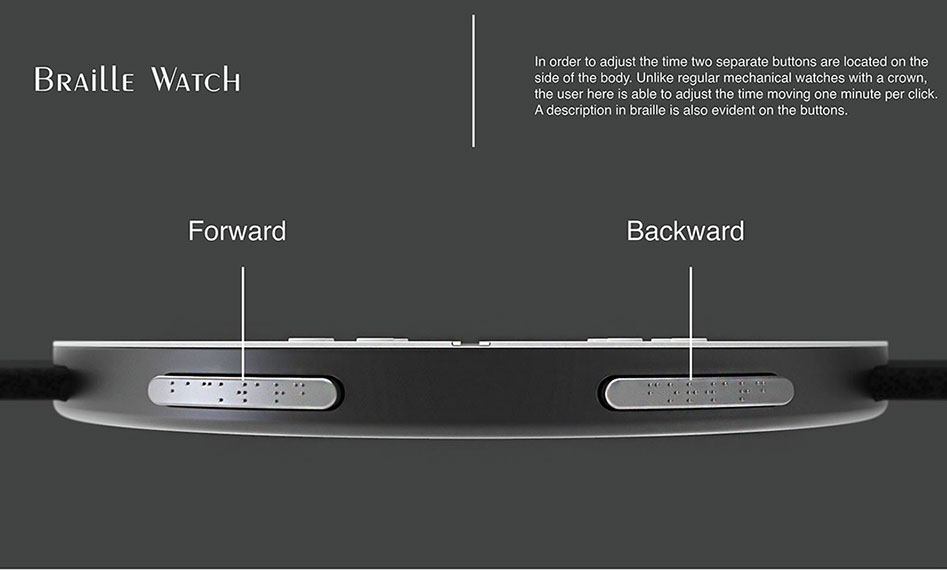 BRAILLE WATCH
In order to adjust the time two separate buttons are located on the
side of the body. Unlike regular mechanical watches with a crown,
the user here is able to adjust the time moving one minute per click.
A description in braille is also evident on the buttons.
Forward
Backward